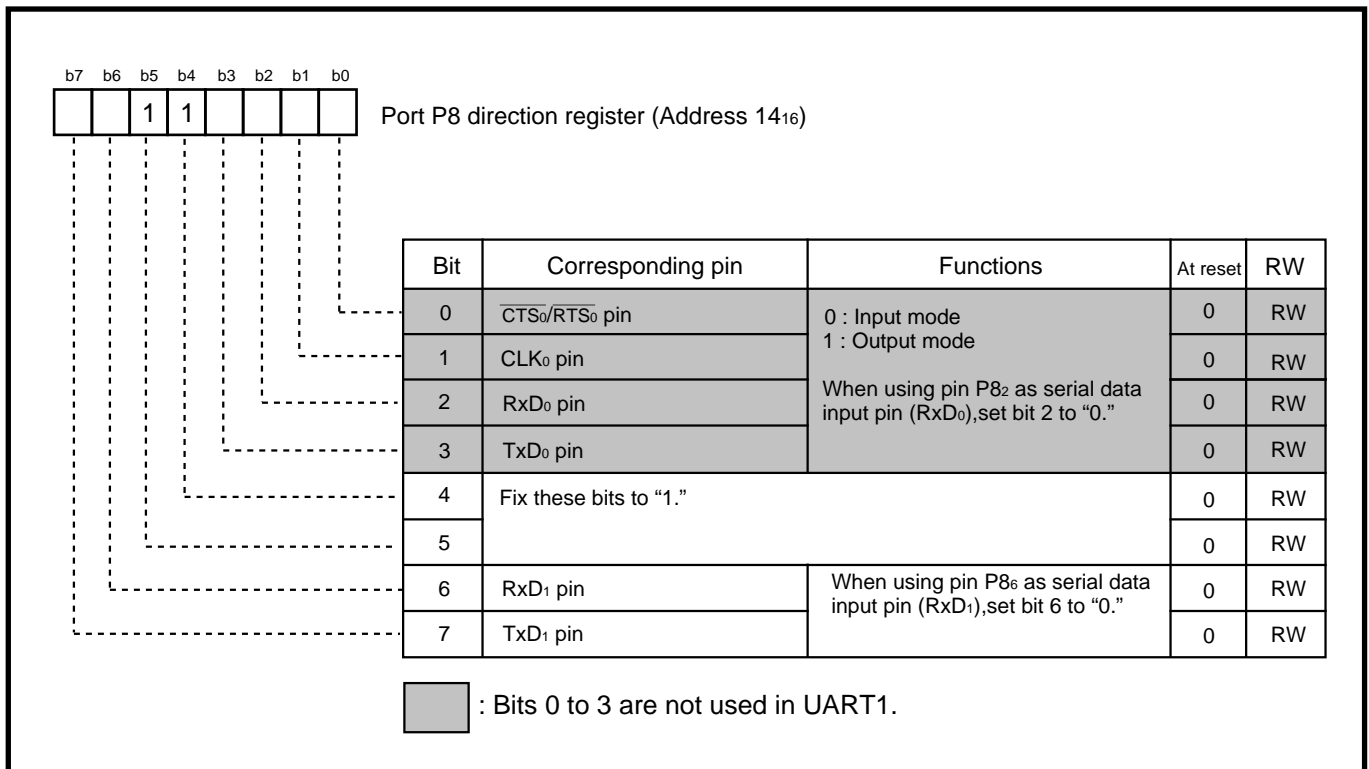 b7 b6 b5 b4 b3 b2 b1 b0
1 1
Port P8 direction register (Address 14₁₆)
Bit Corresponding pin Functions At reset RW
0 C̅T̅S̅₀/R̅T̅S̅₀ pin 0 : Input mode 0 RW
1 : Output mode
1 CLK₀ pin 0 RW
When using pin P8₂ as serial data
2 RxD₀ pin input pin (RxD₀),set bit 2 to “0.” 0 RW
3 TxD₀ pin 0 RW
4 Fix these bits to “1.” 0 RW
5 0 RW
6 RxD₁ pin When using pin P8₆ as serial data 0 RW
input pin (RxD₁),set bit 6 to “0.”
7 TxD₁ pin 0 RW
: Bits 0 to 3 are not used in UART1.